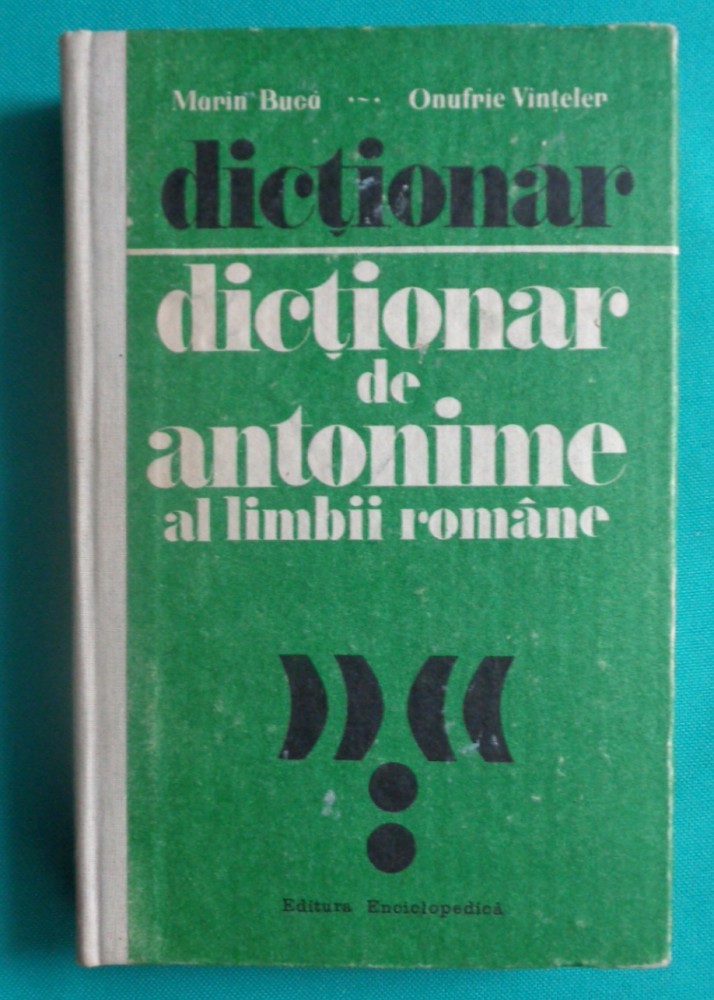 Marin Bucă ·~· Onufrie Vințeler
dicționar
dicționar
de
antonime
al limbii române
Editura Enciclopedică